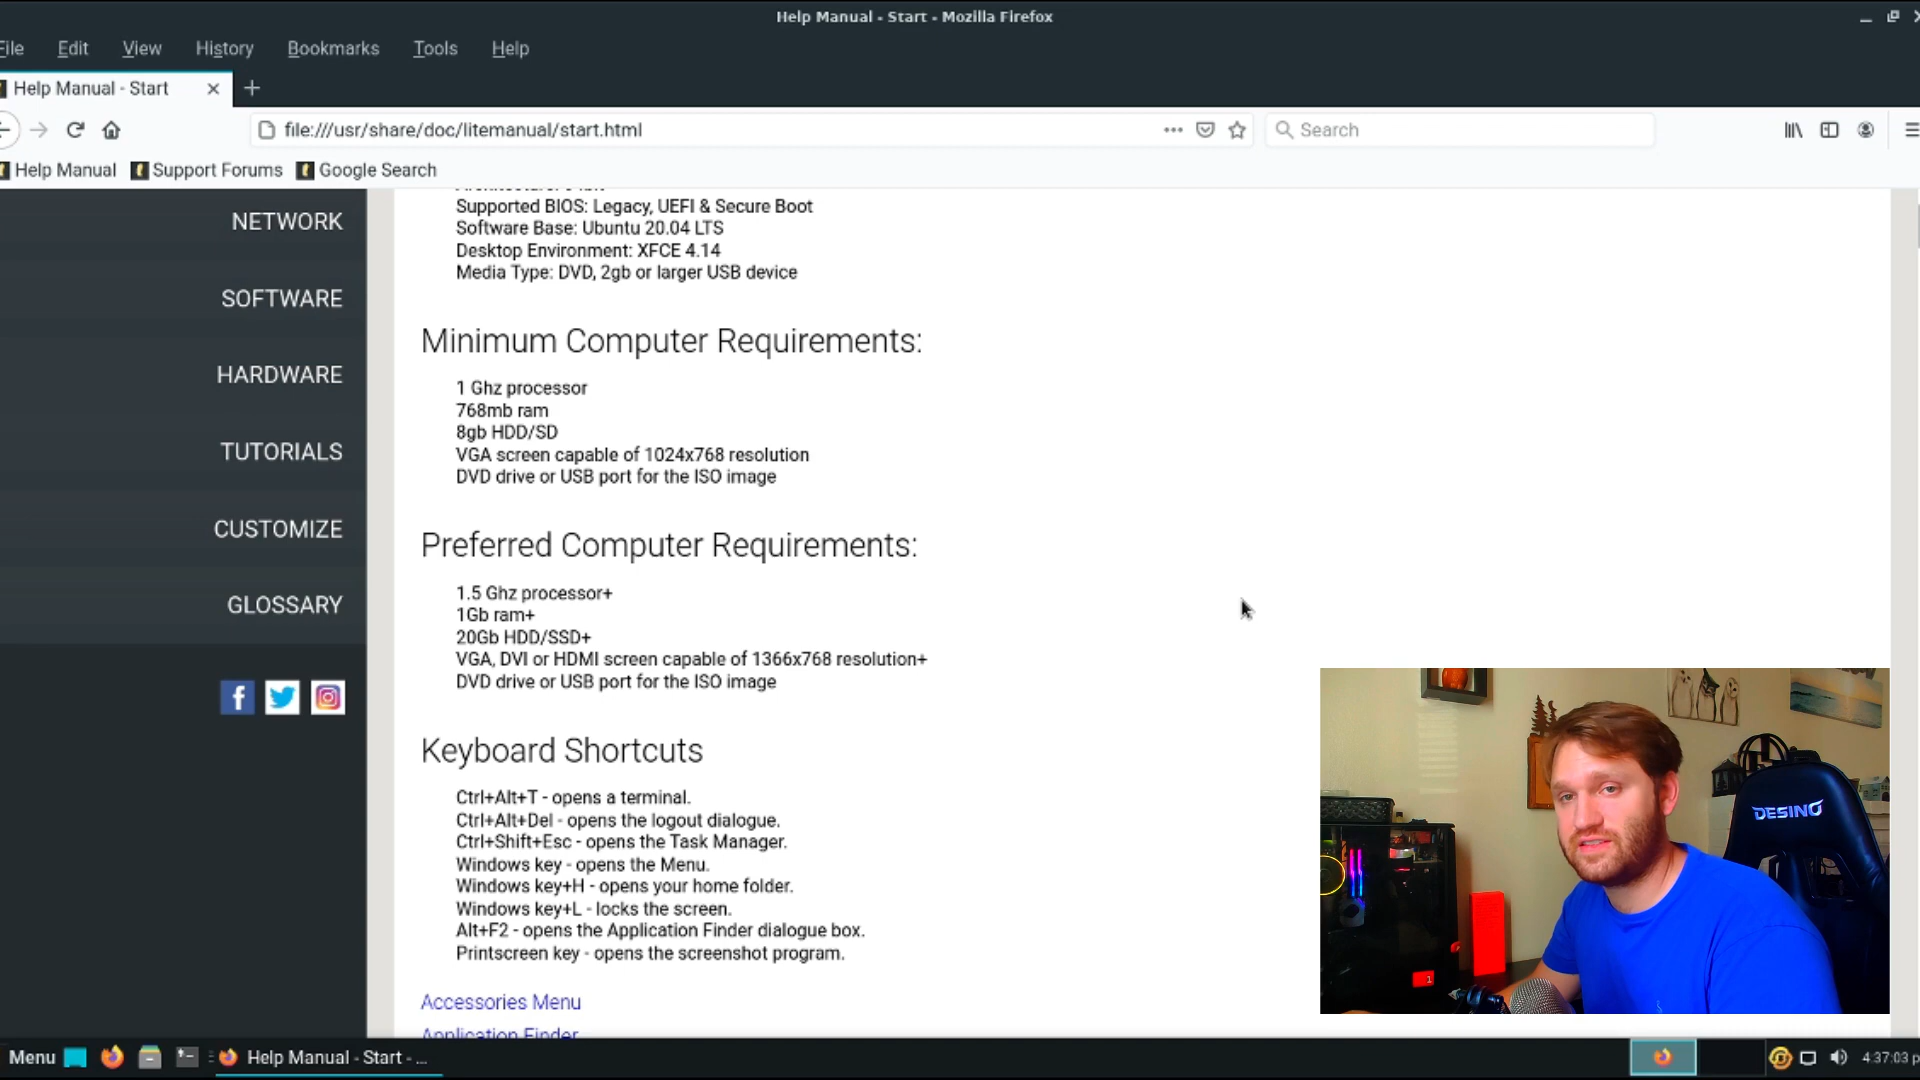 Help Manual - Start - Mozilla Firefox
File Edit View History Bookmarks Tools Help
Help Manual - Start
file:///usr/share/doc/litemanual/start.html
Search
Help Manual Support Forums Google Search
NETWORK
SOFTWARE
HARDWARE
TUTORIALS
CUSTOMIZE
GLOSSARY
Supported BIOS: Legacy, UEFI & Secure Boot
Software Base: Ubuntu 20.04 LTS
Desktop Environment: XFCE 4.14
Media Type: DVD, 2gb or larger USB device
Minimum Computer Requirements:
1 Ghz processor
768mb ram
8gb HDD/SD
VGA screen capable of 1024x768 resolution
DVD drive or USB port for the ISO image
Preferred Computer Requirements:
1.5 Ghz processor+
1Gb ram+
20Gb HDD/SSD+
VGA, DVI or HDMI screen capable of 1366x768 resolution+
DVD drive or USB port for the ISO image
Keyboard Shortcuts
Ctrl+Alt+T - opens a terminal.
Ctrl+Alt+Del - opens the logout dialogue.
Ctrl+Shift+Esc - opens the Task Manager.
Windows key - opens the Menu.
Windows key+H - opens your home folder.
Windows key+L - locks the screen.
Alt+F2 - opens the Application Finder dialogue box.
Printscreen key - opens the screenshot program.
Accessories Menu
Application Finder
DESINO
1
Menu
Help Manual - Start - ...
4:37:03 p